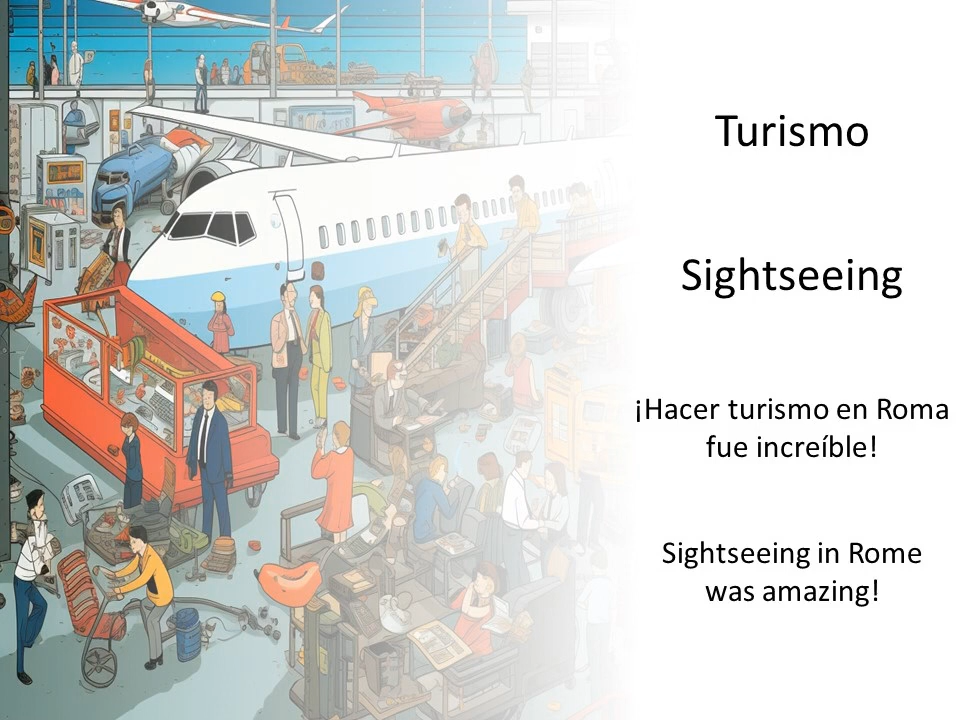 Turismo
Sightseeing
¡Hacer turismo en Roma
fue increíble!
Sightseeing in Rome
was amazing!